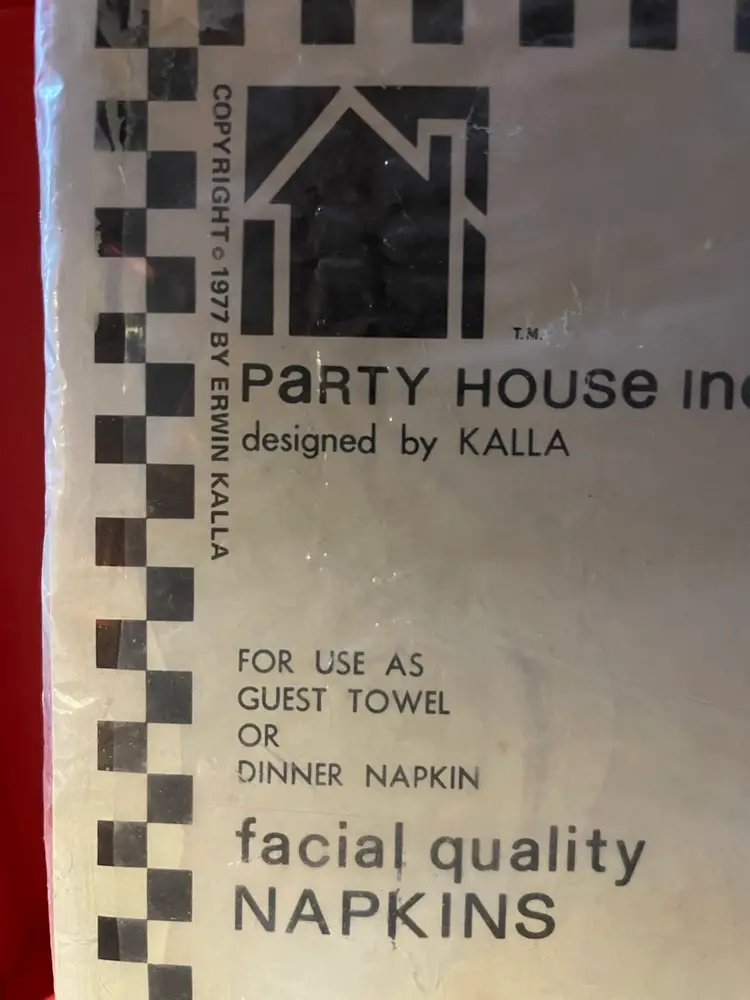 COPYRIGHT © 1977 BY ERWIN KALLA
T.M.
PaRTY HOUSe
designed by KALLA
FOR USE AS
GUEST TOWEL
OR
DINNER NAPKIN
facial quality
NAPKINS